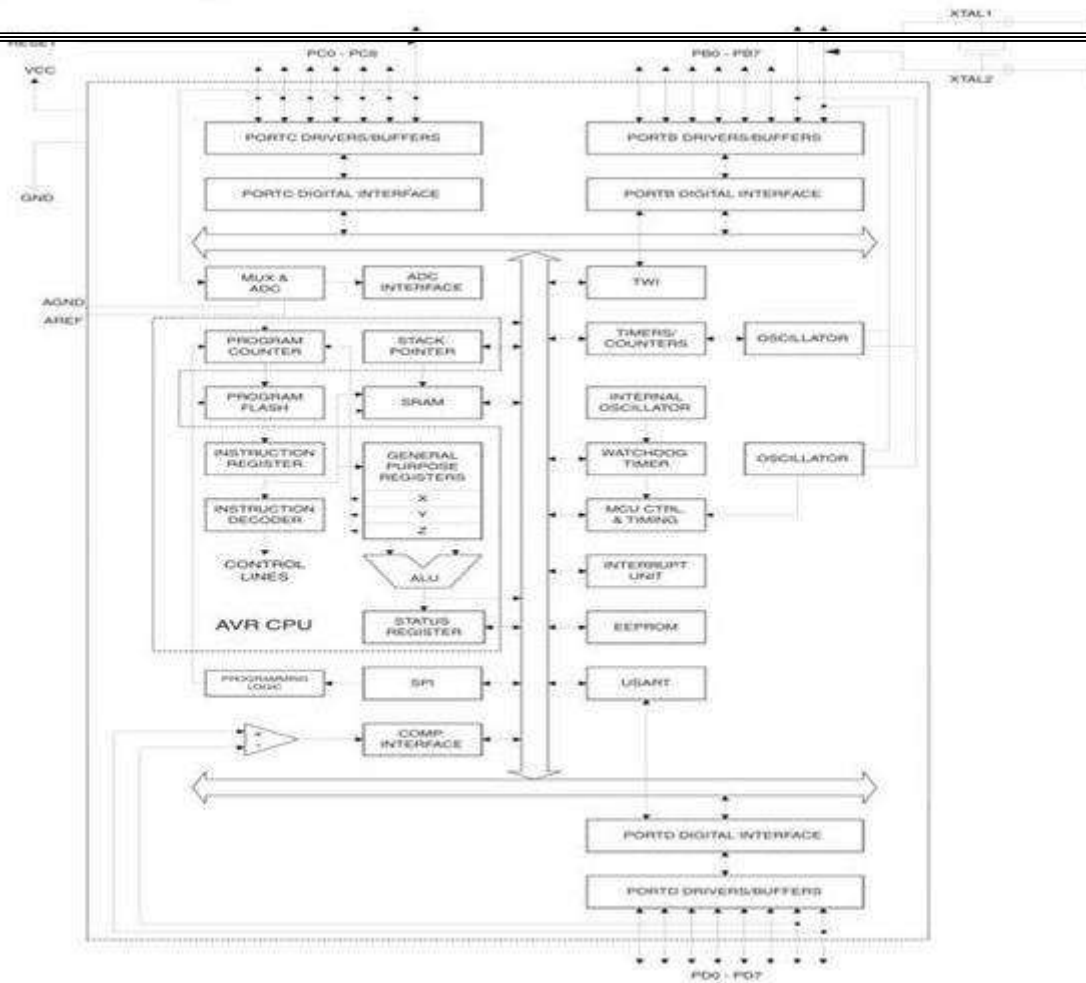 XTAL1
RESET
PC0 - PC6
PB0 - PB7
XTAL2
VCC
PORTC DRIVERS/BUFFERS
PORTB DRIVERS/BUFFERS
PORTC DIGITAL INTERFACE
PORTB DIGITAL INTERFACE
GND
MUX &
ADC
ADC
INTERFACE
TWI
AGND
AREF
PROGRAM
COUNTER
STACK
POINTER
TIMERS/
COUNTERS
OSCILLATOR
PROGRAM
FLASH
SRAM
INTERNAL
OSCILLATOR
INSTRUCTION
REGISTER
GENERAL
PURPOSE
REGISTERS
WATCHDOG
TIMER
OSCILLATOR
X
INSTRUCTION
DECODER
Y
MCU CTRL.
& TIMING
Z
CONTROL
LINES
ALU
INTERRUPT
UNIT
AVR CPU
STATUS
REGISTER
EEPROM
PROGRAMMING
LOGIC
SPI
USART
+
-
COMP.
INTERFACE
PORTD DIGITAL INTERFACE
PORTD DRIVERS/BUFFERS
PD0 - PD7